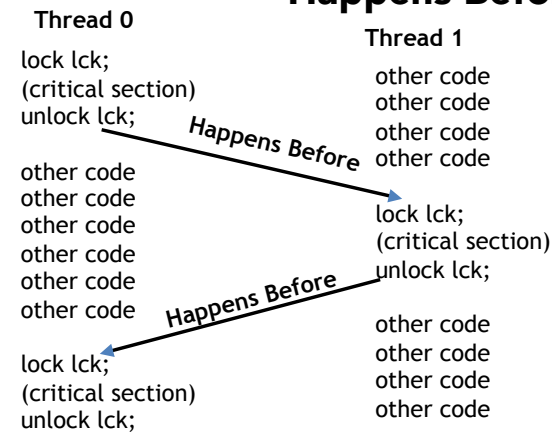 Happens Befo
Thread 0
lock lck;
(critical section)
unlock lck;
other code
other code
other code
other code
other code
other code
lock lck;
(critical section)
unlock lck;
Happens Before
Happens Before
Thread 1
other code
other code
other code
other code
lock lck;
(critical section)
unlock lck;
other code
other code
other code
other code